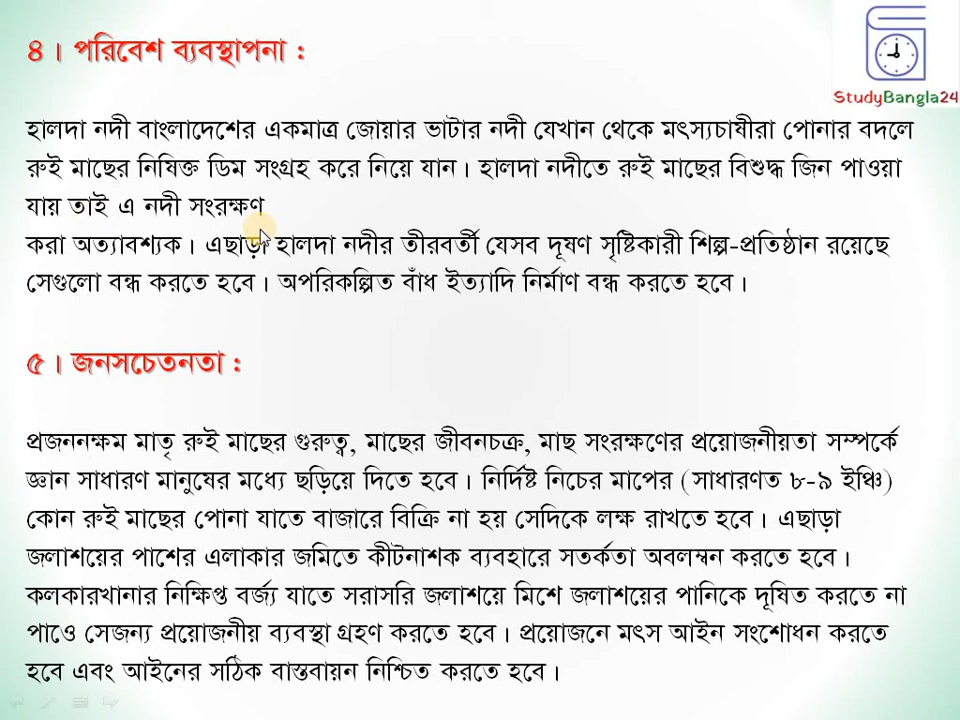 ৪। পরিবেশ ব্যবস্থাপনা :
StudyBangla24
হালদা নদী বাংলাদেশের একমাত্র জোয়ার ভাটার নদী যেখান থেকে মৎস্যচাষীরা পোনার বদলে
রুই মাছের নিষিক্ত ডিম সংগ্রহ করে নিয়ে যান। হালদা নদীতে রুই মাছের বিশুদ্ধ জিন পাওয়া
যায় তাই এ নদী সংরক্ষণ
করা অত্যাবশ্যক। এছাড়া হালদা নদীর তীরবর্তী যেসব দূষণ সৃষ্টিকারী শিল্প-প্রতিষ্ঠান রয়েছে
সেগুলো বন্ধ করতে হবে। অপরিকল্পিত বাঁধ ইত্যাদি নির্মাণ বন্ধ করতে হবে।
৫। জনসচেতনতা :
প্রজননক্ষম মাতৃ রুই মাছের গুরুত্ব, মাছের জীবনচক্র, মাছ সংরক্ষণের প্রয়োজনীয়তা সম্পর্কে
জ্ঞান সাধারণ মানুষের মধ্যে ছড়িয়ে দিতে হবে। নির্দিষ্ট নিচের মাপের (সাধারণত ৮-৯ ইঞ্চি)
কোন রুই মাছের পোনা যাতে বাজারে বিক্রি না হয় সেদিকে লক্ষ রাখতে হবে। এছাড়া
জলাশয়ের পাশের এলাকার জমিতে কীটনাশক ব্যবহারে সতর্কতা অবলম্বন করতে হবে।
কলকারখানার নিক্ষিপ্ত বর্জ্য যাতে সরাসরি জলাশয়ে মিশে জলাশয়ের পানিকে দূষিত করতে না
পাওে সেজন্য প্রয়োজনীয় ব্যবস্থা গ্রহণ করতে হবে। প্রয়োজনে মৎস আইন সংশোধন করতে
হবে এবং আইনের সঠিক বাস্তবায়ন নিশ্চিত করতে হবে।